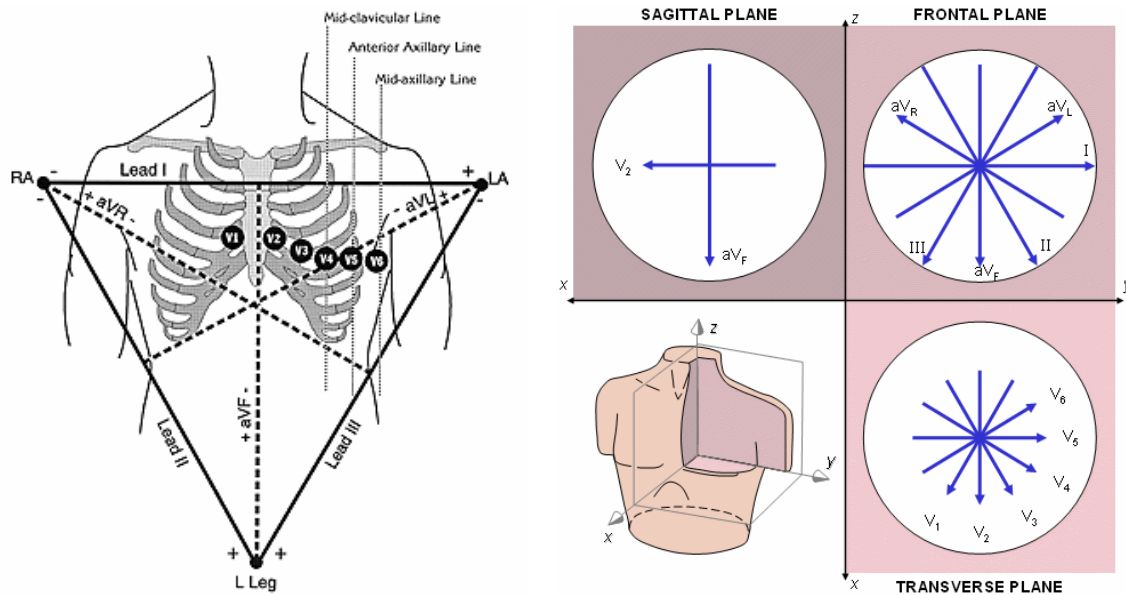 Mid-clavicular Line
Anterior Axillary Line
Mid-axillary Line
RA
-
Lead I
+
LA
-
-
+ aVR -
- aVL +
V1
V2
V3
V4
V5
V6
+ aVF -
Lead II
Lead III
+
+
L Leg
SAGITTAL PLANE
z
FRONTAL PLANE
V2
aVF
aVR
aVL
I
III
II
aVF
x
y
z
y
x
V6
V5
V4
V3
V2
V1
x
TRANSVERSE PLANE